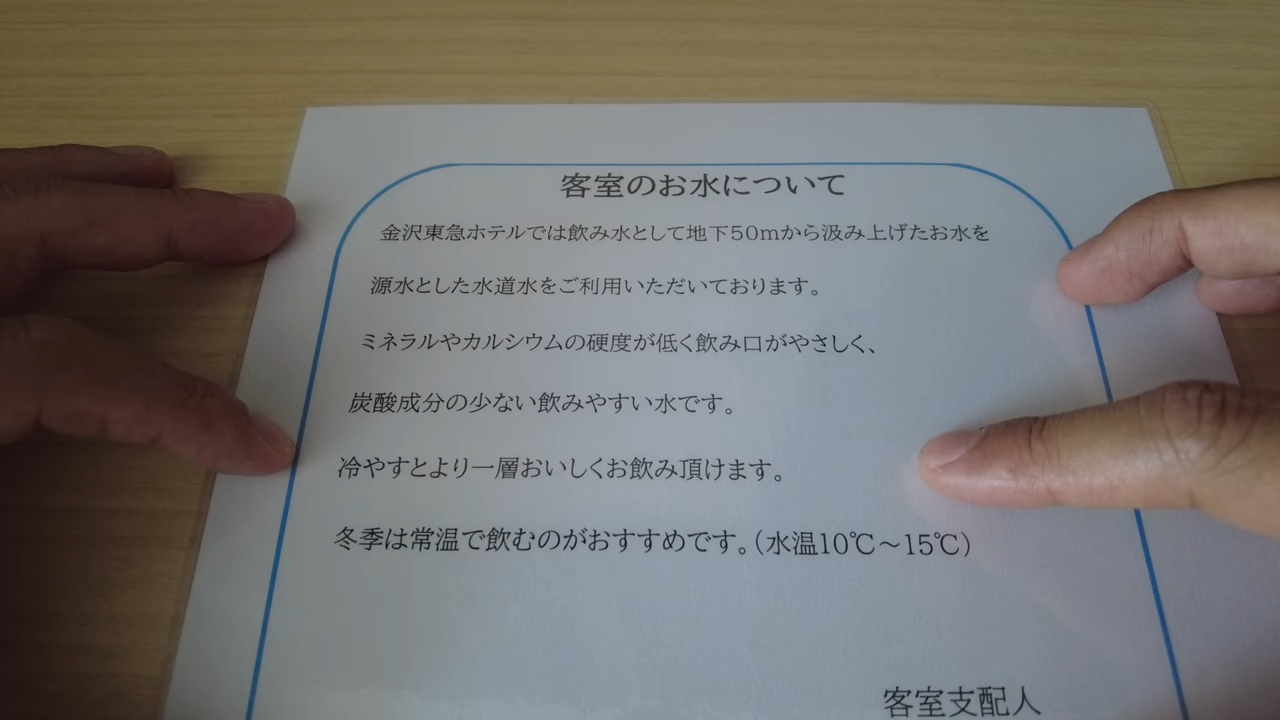 客室のお水について
金沢東急ホテルでは飲み水として地下50mから汲み上げたお水を
源水とした水道水をご利用いただいております。
ミネラルやカルシウムの硬度が低く飲み口がやさしく、
炭酸成分の少ない飲みやすい水です。
冷やすとより一層おいしくお飲み頂けます。
冬季は常温で飲むのがおすすめです。（水温10℃～15℃）
客室支配人